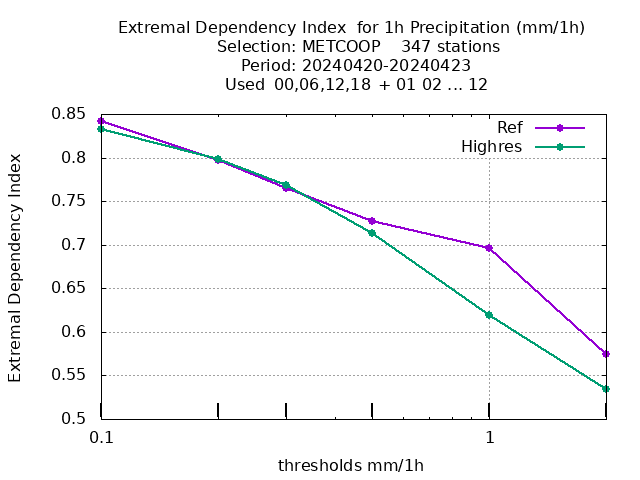 Extremal Dependency Index  for 1h Precipitation (mm/1h)
Selection: METCOOP    347 stations
Period: 20240420-20240423
Used  00,06,12,18  + 01 02 ... 12
Ref
Highres
0.85
0.8
0.75
0.7
0.65
0.6
0.55
0.5
Extremal Dependency Index
0.1
1
thresholds mm/1h